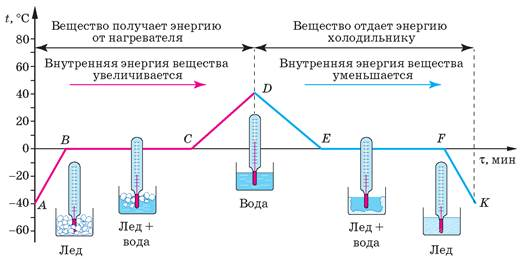 t, °C
Вещество получает энергию
от нагревателя
Вещество отдает энергию
холодильнику
Внутренняя энергия вещества
увеличивается
Внутренняя энергия вещества
уменьшается
80
60
40
20
0
−20
−40
−60
A
B
C
D
E
F
K
τ, мин
Лед
Лед +
вода
Вода
Лед +
вода
Лед